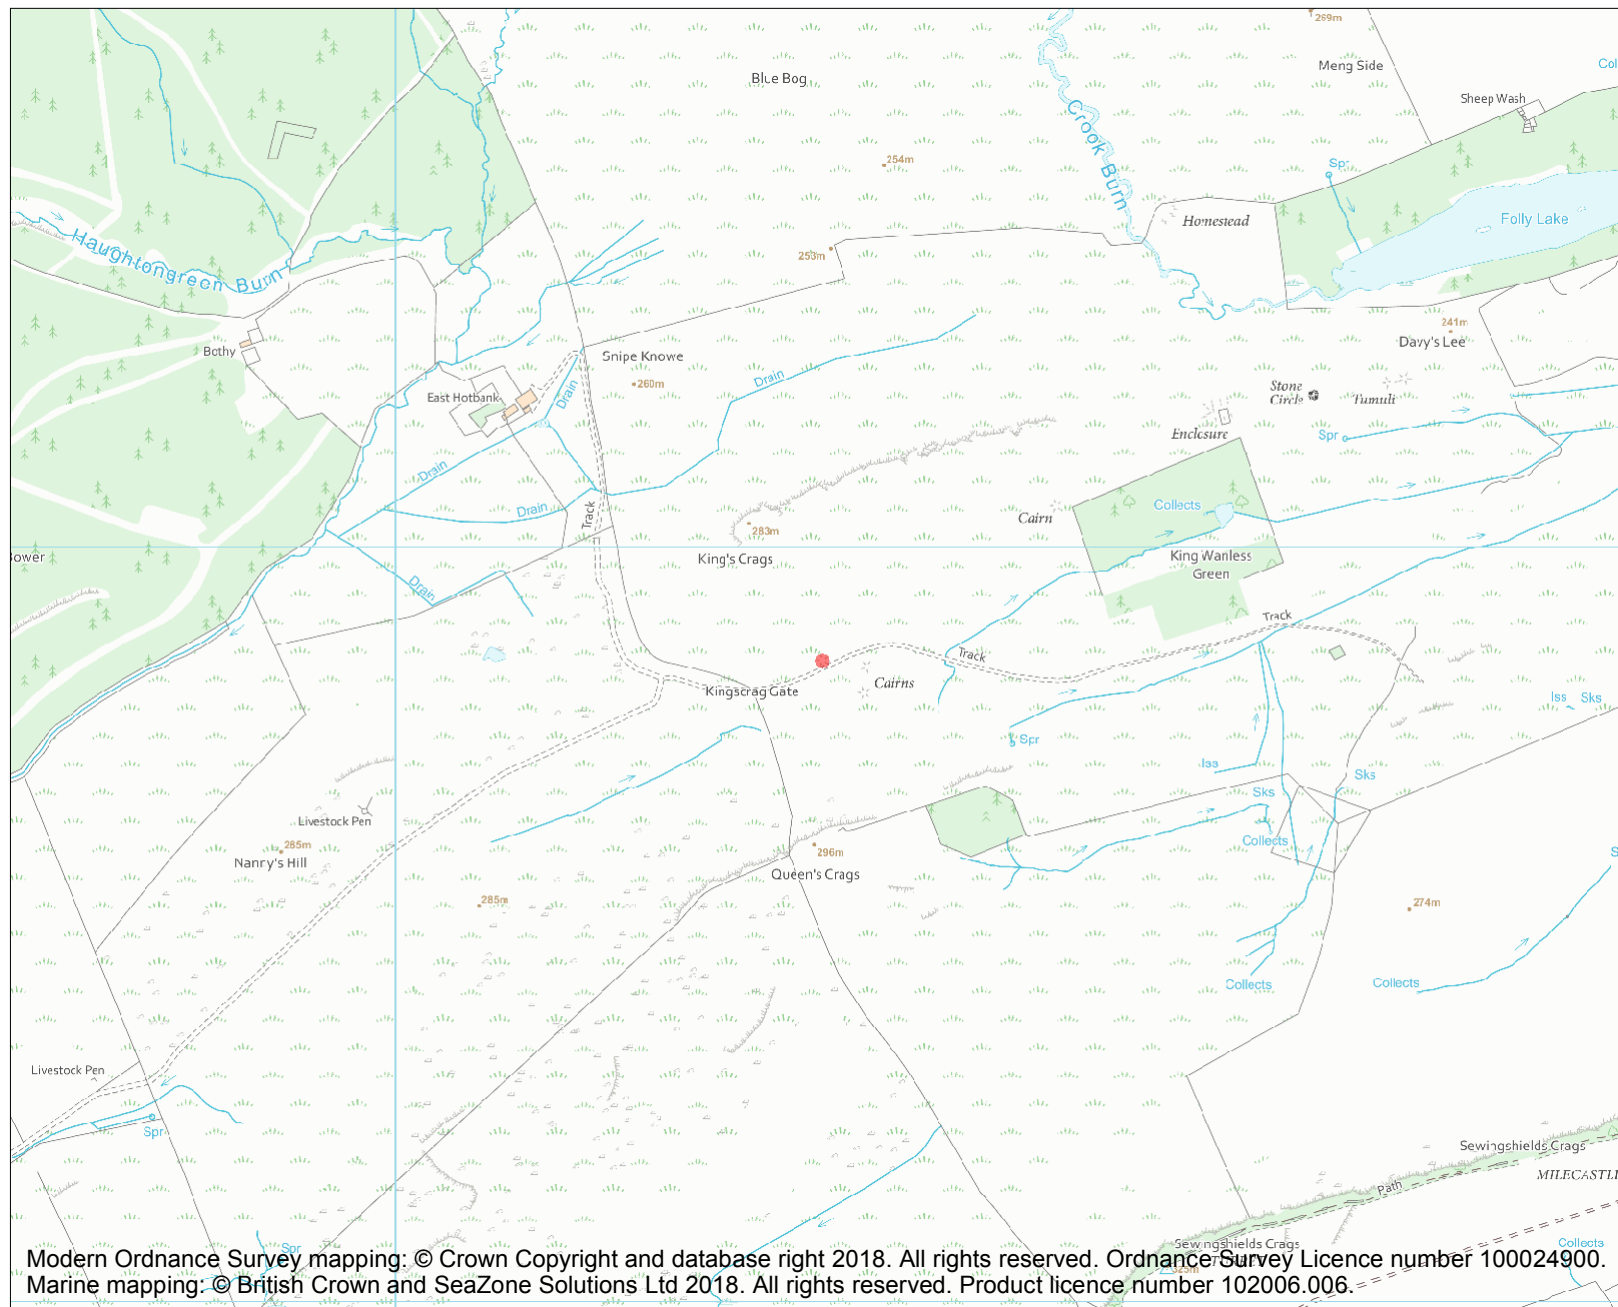 269m
Blue Bog
Meng Side
Col
Sheep Wash
Crook Burn
254m
Spr
Homestead
Folly Lake
Haughtongreen Burn
253m
241m
Davy's Lee
Bothy
Snipe Knowe
260m
Drain
East Hotbank
Drain
Stone
Circle
Tumuli
Enclosure
Spr
Drain
Drain
Track
Collects
Cairn
283m
King's Crags
King Wanless
Green
Drain
Track
Track
Cairns
Kingscrag Gate
Iss Sks
Spr
Iss
Sks
Sks
Livestock Pen
Collects
285m
Nanny's Hill
296m
Queen's Crags
285m
274m
Collects
Collects
Livestock Pen
Spr
Sewingshields Crags
Path
MILECASTLE
Spr
Sewingshields Crags
Collects
TURRET
325m
Modern Ordnance Survey mapping: © Crown Copyright and database right 2018. All rights reserved. Ordnance Survey Licence number 100024900.
Marine mapping: © British Crown and SeaZone Solutions Ltd 2018. All rights reserved. Product licence number 102006.006.